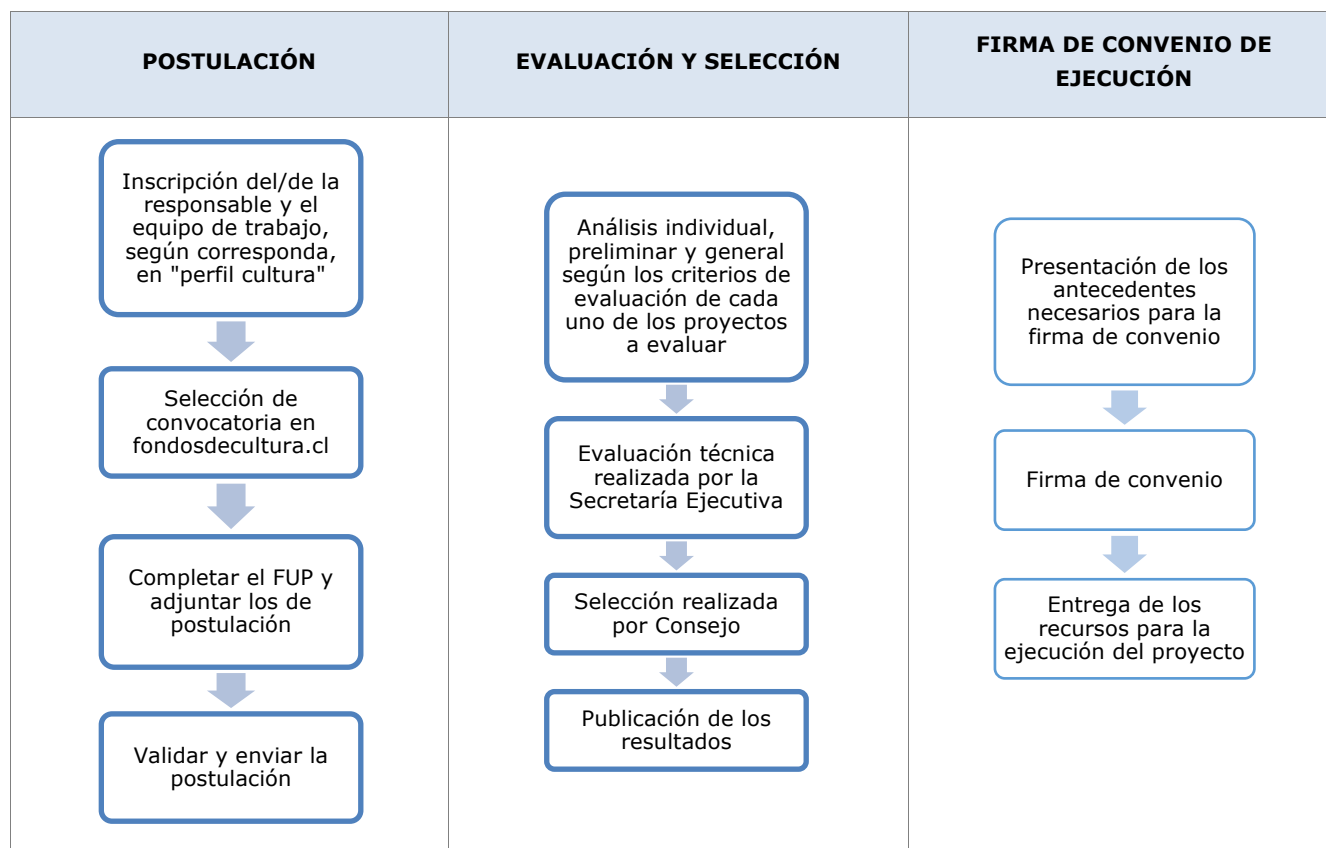 POSTULACIÓN
EVALUACIÓN Y SELECCIÓN
FIRMA DE CONVENIO DE
EJECUCIÓN
Inscripción del/de la
responsable y el
equipo de trabajo,
según corresponda,
en "perfil cultura"
Selección de
convocatoria en
fondosdecultura.cl
Completar el FUP y
adjuntar los de
postulación
Validar y enviar la
postulación
Análisis individual,
preliminar y general
según los criterios de
evaluación de cada
uno de los proyectos
a evaluar
Evaluación técnica
realizada por la
Secretaría Ejecutiva
Selección realizada
por Consejo
Publicación de los
resultados
Presentación de los
antecedentes
necesarios para la
firma de convenio
Firma de convenio
Entrega de los
recursos para la
ejecución del proyecto